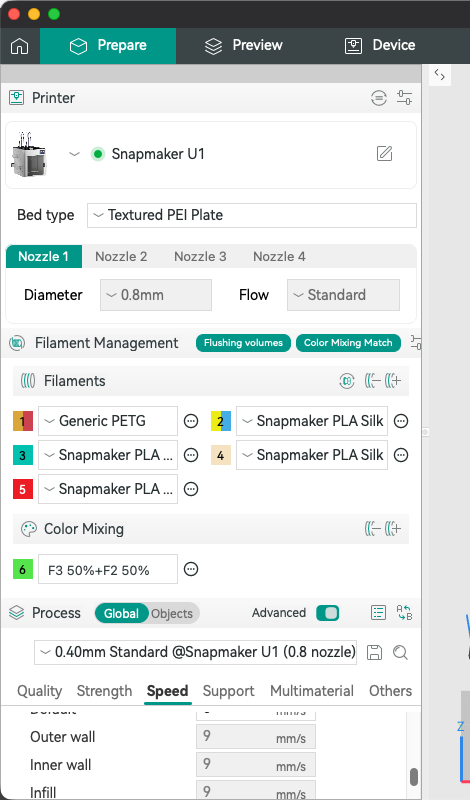 Prepare Preview Device
Printer
Snapmaker U1
Bed type Textured PEI Plate
Nozzle 1 Nozzle 2 Nozzle 3 Nozzle 4
Diameter 0.8mm Flow Standard
Filament Management Flushing volumes Color Mixing Match
Filaments
1 Generic PETG 2 Snapmaker PLA Silk
3 Snapmaker PLA ... 4 Snapmaker PLA Silk
5 Snapmaker PLA ...
Color Mixing
6 F3 50%+F2 50%
Process Global Objects Advanced
0.40mm Standard @Snapmaker U1 (0.8 nozzle)
Quality Strength Speed Support Multimaterial Others
Default
Outer wall 9 mm/s
Inner wall 9 mm/s
Infill 9 mm/s
Z